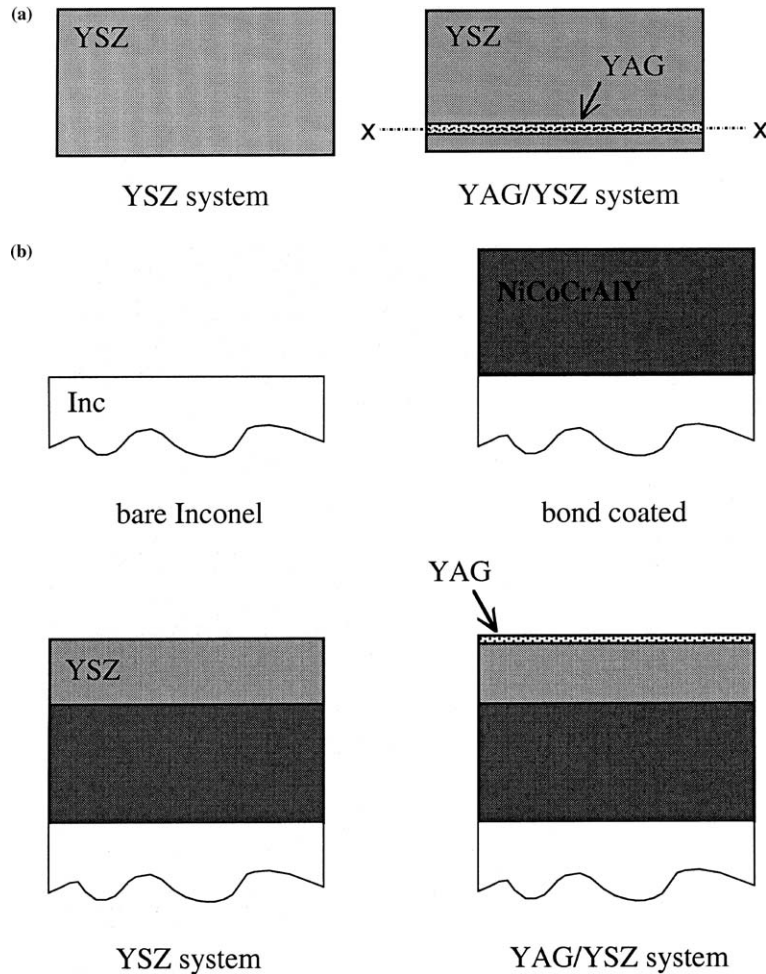 (a)
YSZ
YSZ
YAG
X
X
YSZ system
YAG/YSZ system
(b)
NiCoCrAlY
Inc
bare Inconel
bond coated
YAG
YSZ
YSZ system
YAG/YSZ system